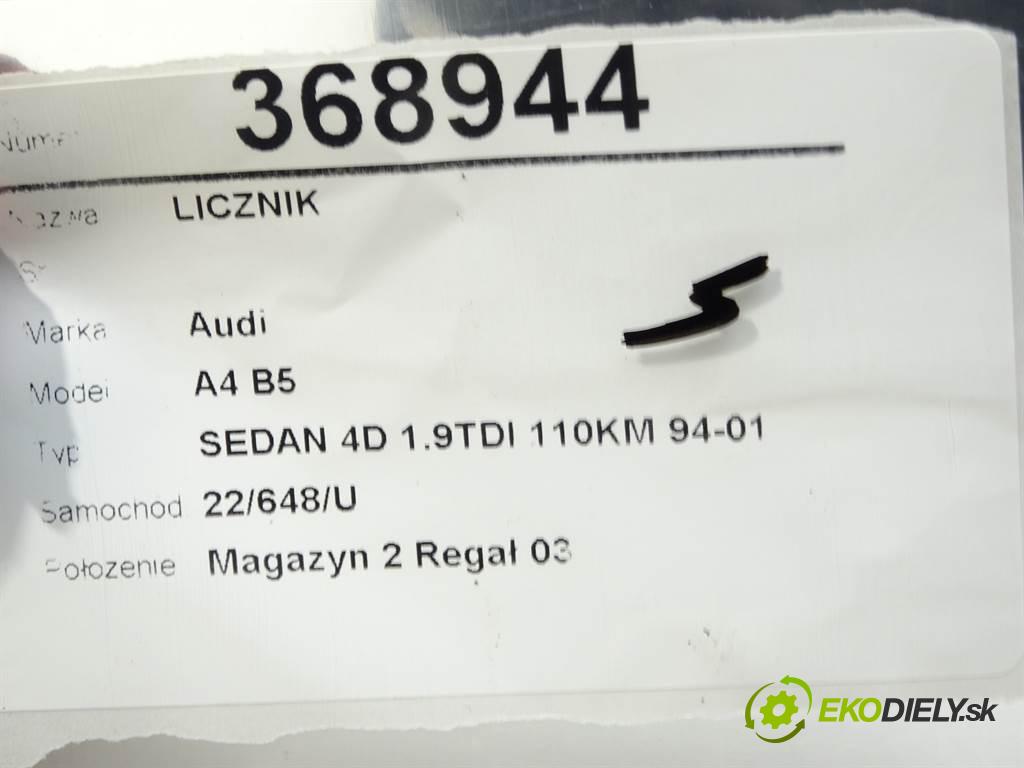 368944
LICZNIK
Marka Audi
Model A4 B5
Typ SEDAN 4D 1.9TDI 110KM 94-01
Samochod 22/648/U
Magazyn 2 Regał 03
EKODIELY.sk